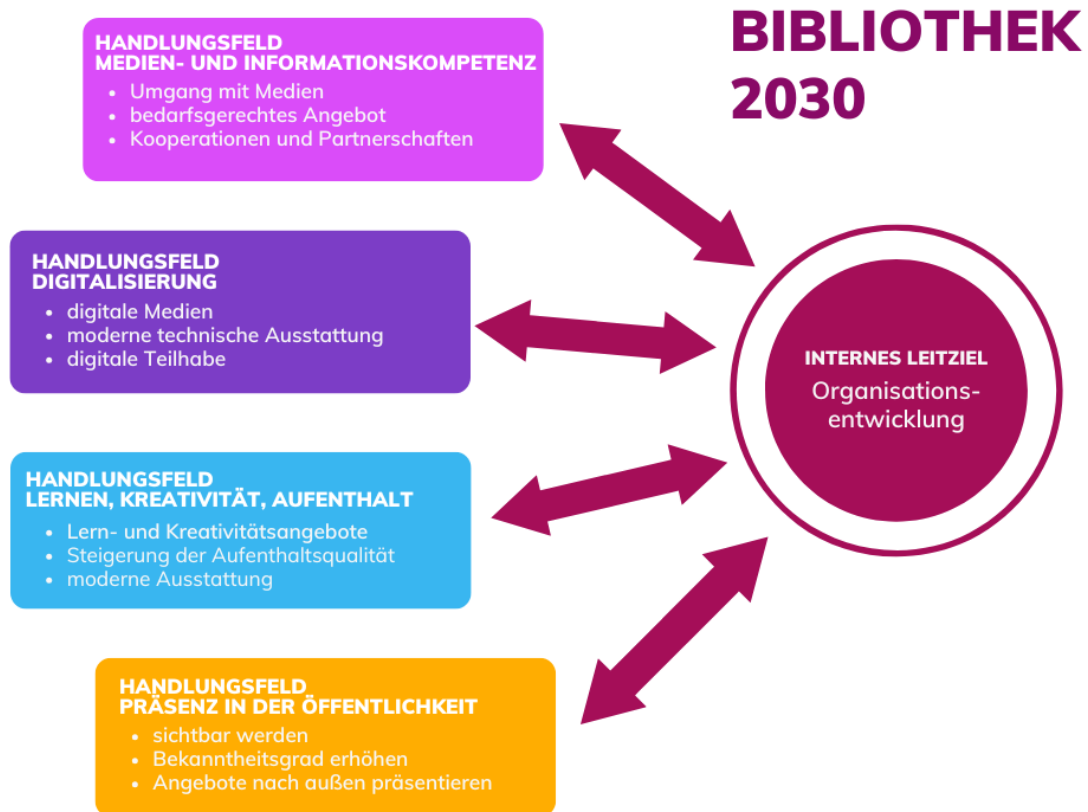 BIBLIOTHEK
2030
HANDLUNGSFELD
MEDIEN- UND INFORMATIONSKOMPETENZ
• Umgang mit Medien
• bedarfsgerechtes Angebot
• Kooperationen und Partnerschaften
HANDLUNGSFELD
DIGITALISIERUNG
• digitale Medien
• moderne technische Ausstattung
• digitale Teilhabe
HANDLUNGSFELD
LERNEN, KREATIVITÄT, AUFENTHALT
• Lern- und Kreativitätsangebote
• Steigerung der Aufenthaltsqualität
• moderne Ausstattung
HANDLUNGSFELD
PRÄSENZ IN DER ÖFFENTLICHKEIT
• sichtbar werden
• Bekanntheitsgrad erhöhen
• Angebote nach außen präsentieren
INTERNES LEITZIEL
Organisations-
entwicklung